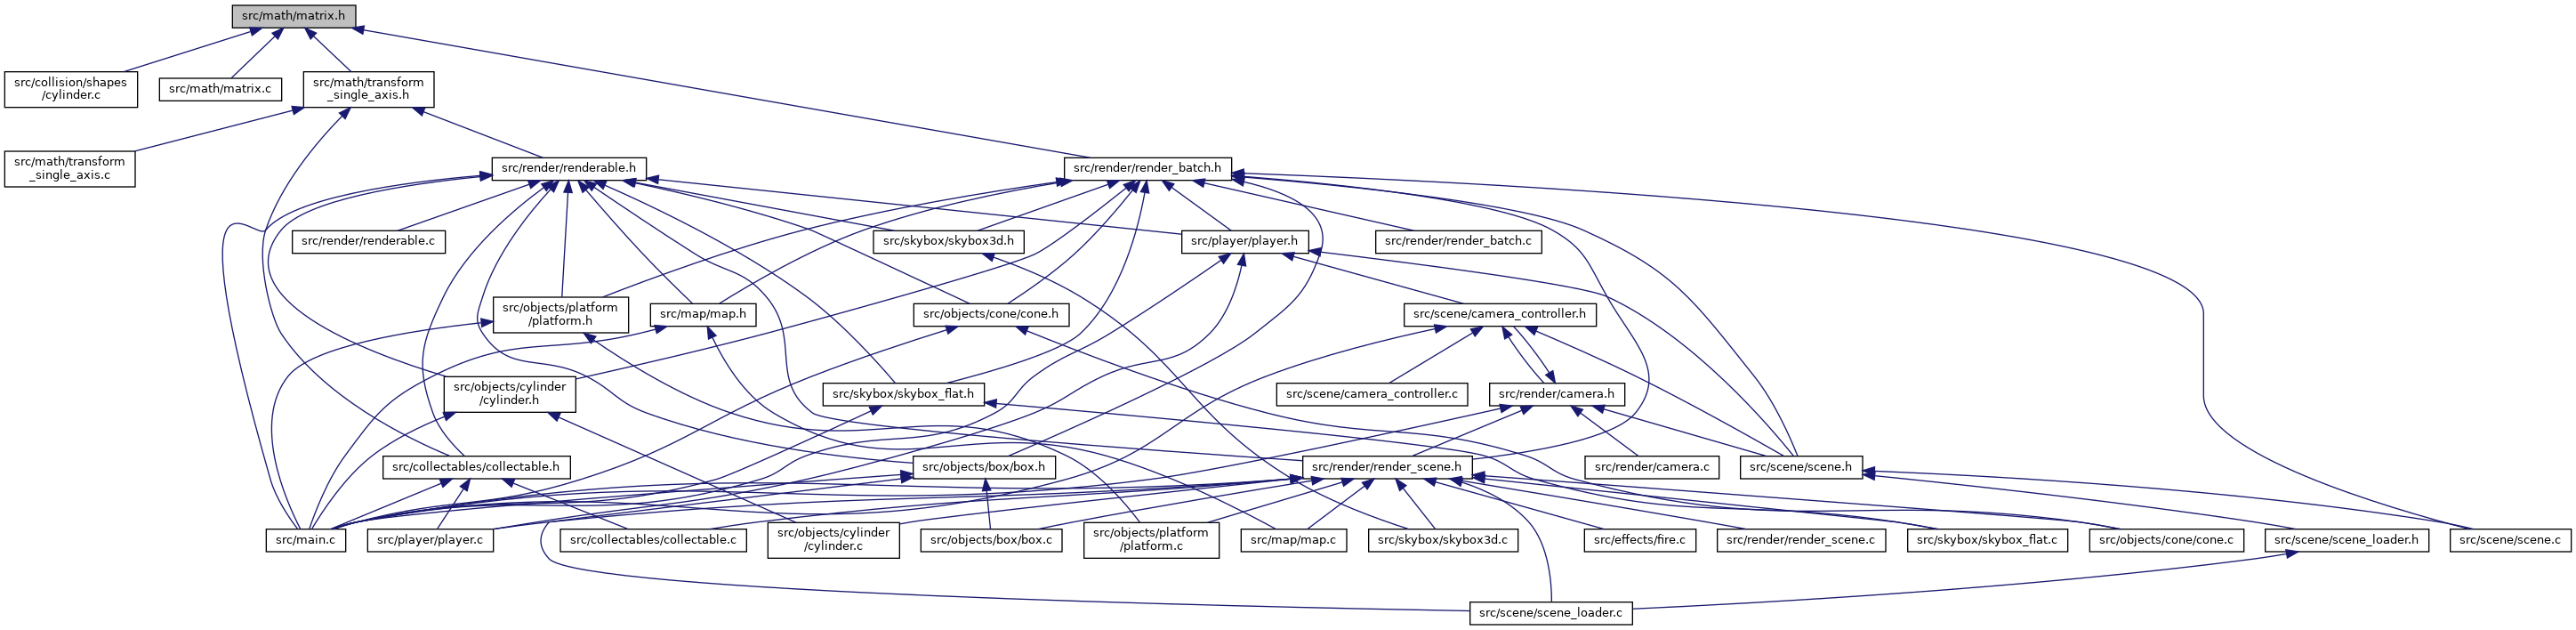 src/math/matrix.h
src/collision/shapes
/cylinder.c
src/math/matrix.c
src/math/transform
_single_axis.h
src/math/transform
_single_axis.c
src/render/renderable.h
src/render/render_batch.h
src/render/renderable.c
src/skybox/skybox3d.h
src/player/player.h
src/render/render_batch.c
src/objects/platform
/platform.h
src/map/map.h
src/objects/cone/cone.h
src/scene/camera_controller.h
src/objects/cylinder
/cylinder.h
src/skybox/skybox_flat.h
src/scene/camera_controller.c
src/render/camera.h
src/collectables/collectable.h
src/objects/box/box.h
src/render/render_scene.h
src/render/camera.c
src/scene/scene.h
src/main.c
src/player/player.c
src/collectables/collectable.c
src/objects/cylinder
/cylinder.c
src/objects/box/box.c
src/objects/platform
/platform.c
src/map/map.c
src/skybox/skybox3d.c
src/effects/fire.c
src/render/render_scene.c
src/skybox/skybox_flat.c
src/objects/cone/cone.c
src/scene/scene_loader.h
src/scene/scene.c
src/scene/scene_loader.c